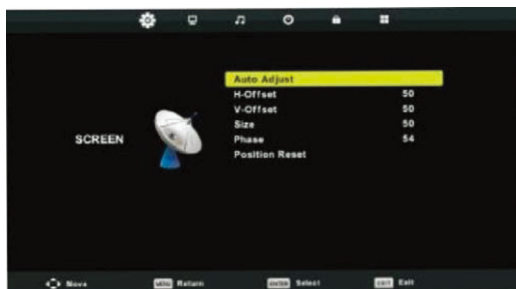 Auto Adjust
H-Offset 50
V-Offset 50
Size 50
SCREEN
Phase 54
Position Reset
Move MENU Return ENTER Select EXIT Exit